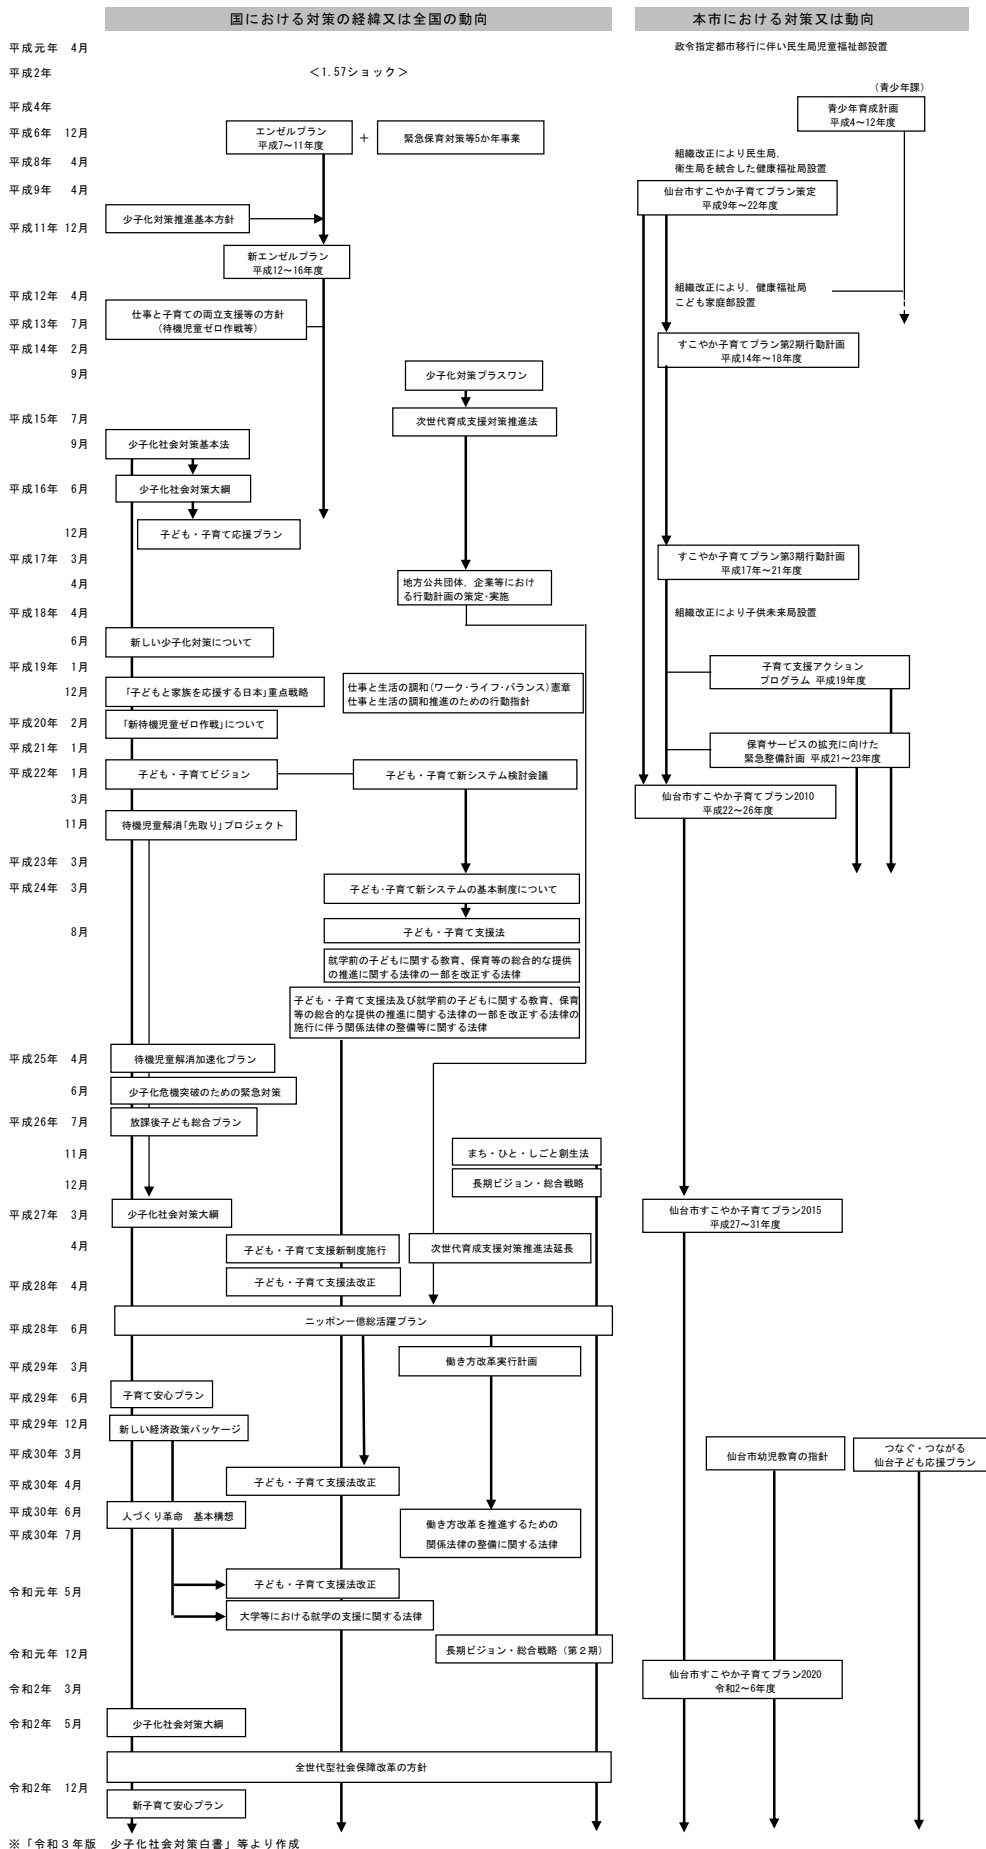 国における対策の経緯又は全国の動向
本市における対策又は動向
平成元年 4月
政令指定都市移行に伴い民生局児童福祉部設置
平成2年
＜1.57ショック＞
(青少年課)
平成4年
青少年育成計画
平成4～12年度
平成6年 12月
エンゼルプラン
平成7～11年度
＋
緊急保育対策等5か年事業
平成8年 4月
組織改正により民生局、
衛生局を統合した健康福祉局設置
平成9年 4月
仙台市すこやか子育てプラン策定
平成9年～22年度
平成11年 12月
少子化対策推進基本方針
新エンゼルプラン
平成12～16年度
平成12年 4月
組織改正により、健康福祉局
こども家庭部設置
平成13年 7月
仕事と子育ての両立支援等の方針
(待機児童ゼロ作戦等)
平成14年 2月
すこやか子育てプラン第2期行動計画
平成14年～18年度
9月
少子化対策プラスワン
平成15年 7月
次世代育成支援対策推進法
9月
少子化社会対策基本法
平成16年 6月
少子化社会対策大綱
12月
子ども・子育て応援プラン
平成17年 3月
すこやか子育てプラン第3期行動計画
平成17年～21年度
4月
地方公共団体、企業等におけ
る行動計画の策定・実施
平成18年 4月
組織改正により子供未来局設置
6月
新しい少子化対策について
平成19年 1月
子育て支援アクション
プログラム 平成19年度
12月
「子どもと家族を応援する日本」重点戦略
仕事と生活の調和(ワーク・ライフ・バランス)憲章
仕事と生活の調和推進のための行動指針
平成20年 2月
「新待機児童ゼロ作戦」について
平成21年 1月
保育サービスの拡充に向けた
緊急整備計画 平成21～23年度
平成22年 1月
子ども・子育てビジョン
子ども・子育て新システム検討会議
3月
仙台市すこやか子育てプラン2010
平成22～26年度
11月
待機児童解消「先取り」プロジェクト
平成23年 3月
平成24年 3月
子ども・子育て新システムの基本制度について
8月
子ども・子育て支援法
就学前の子どもに関する教育、保育等の総合的な提供
の推進に関する法律の一部を改正する法律
子ども・子育て支援法及び就学前の子どもに関する教育、保育
等の総合的な提供の推進に関する法律の一部を改正する法律の
施行に伴う関係法律の整備等に関する法律
平成25年 4月
待機児童解消加速化プラン
6月
少子化危機突破のための緊急対策
平成26年 7月
放課後子ども総合プラン
11月
まち・ひと・しごと創生法
12月
長期ビジョン・総合戦略
平成27年 3月
少子化社会対策大綱
仙台市すこやか子育てプラン2015
平成27～31年度
4月
子ども・子育て支援新制度施行
次世代育成支援対策推進法延長
平成28年 4月
子ども・子育て支援法改正
平成28年 6月
ニッポン一億総活躍プラン
平成29年 3月
働き方改革実行計画
平成29年 6月
子育て安心プラン
平成29年 12月
新しい経済政策パッケージ
平成30年 3月
仙台市幼児教育の指針
つなぐ・つながる
仙台子ども応援プラン
平成30年 4月
子ども・子育て支援法改正
平成30年 6月
人づくり革命 基本構想
平成30年 7月
働き方改革を推進するための
関係法律の整備に関する法律
令和元年 5月
子ども・子育て支援法改正
大学等における就学の支援に関する法律
令和元年 12月
長期ビジョン・総合戦略（第２期）
令和2年 3月
仙台市すこやか子育てプラン2020
令和2～6年度
令和2年 5月
少子化社会対策大綱
全世代型社会保障改革の方針
令和2年 12月
新子育て安心プラン
※「令和３年版 少子化社会対策白書」等より作成